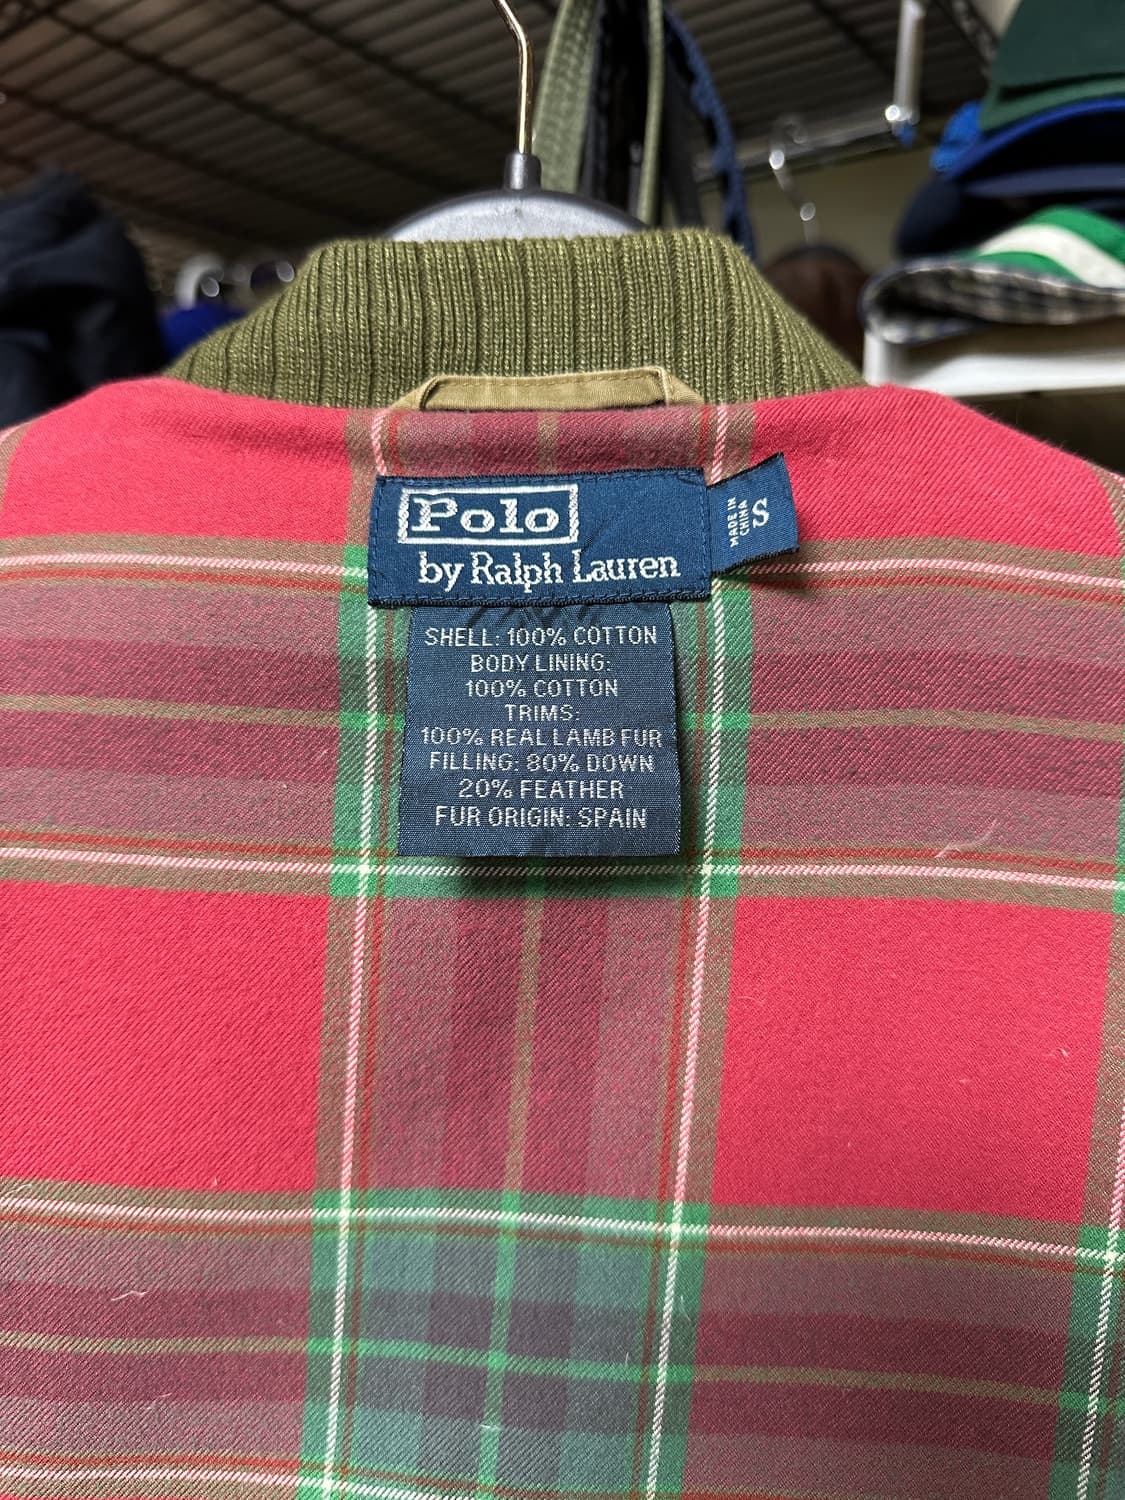 Polo
by Ralph Lauren
MADE IN
CHINA
S
SHELL: 100% COTTON
BODY LINING:
100% COTTON
TRIMS:
100% REAL LAMB FUR
FILLING: 80% DOWN
20% FEATHER
FUR ORIGIN: SPAIN